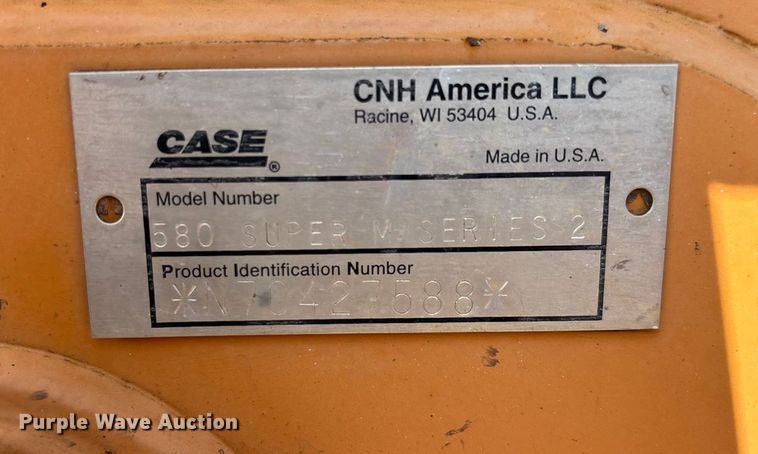 CNH America LLC
Racine, WI 53404 U.S.A.
CASE®
Made in U.S.A.
Model Number
580 SUPER M SERIES 2
Product Identification Number
*N7C427588*
Purple Wave Auction